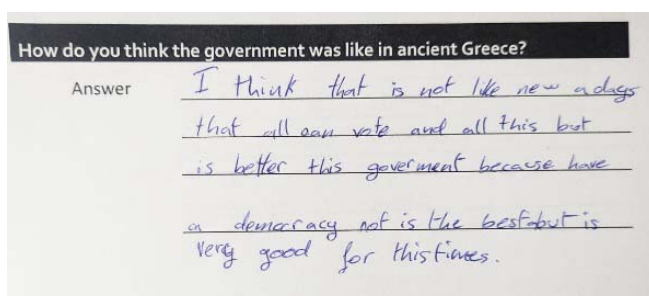 How do you think the government was like in ancient Greece?
Answer
I think that is not like new a days
that all can vote and all this but
is better this goverment because have
an democracy not is the best but is
very good for this times.